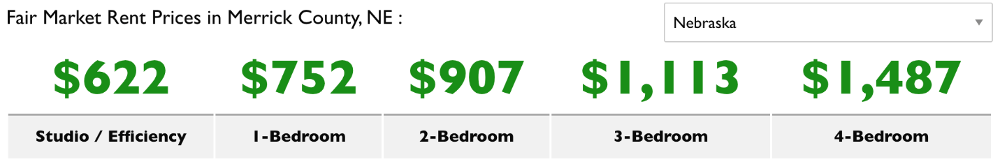 Fair Market Rent Prices in Merrick County, NE :
Nebraska
$622 $752 $907 $1,113 $1,487
Studio / Efficiency 1-Bedroom 2-Bedroom 3-Bedroom 4-Bedroom